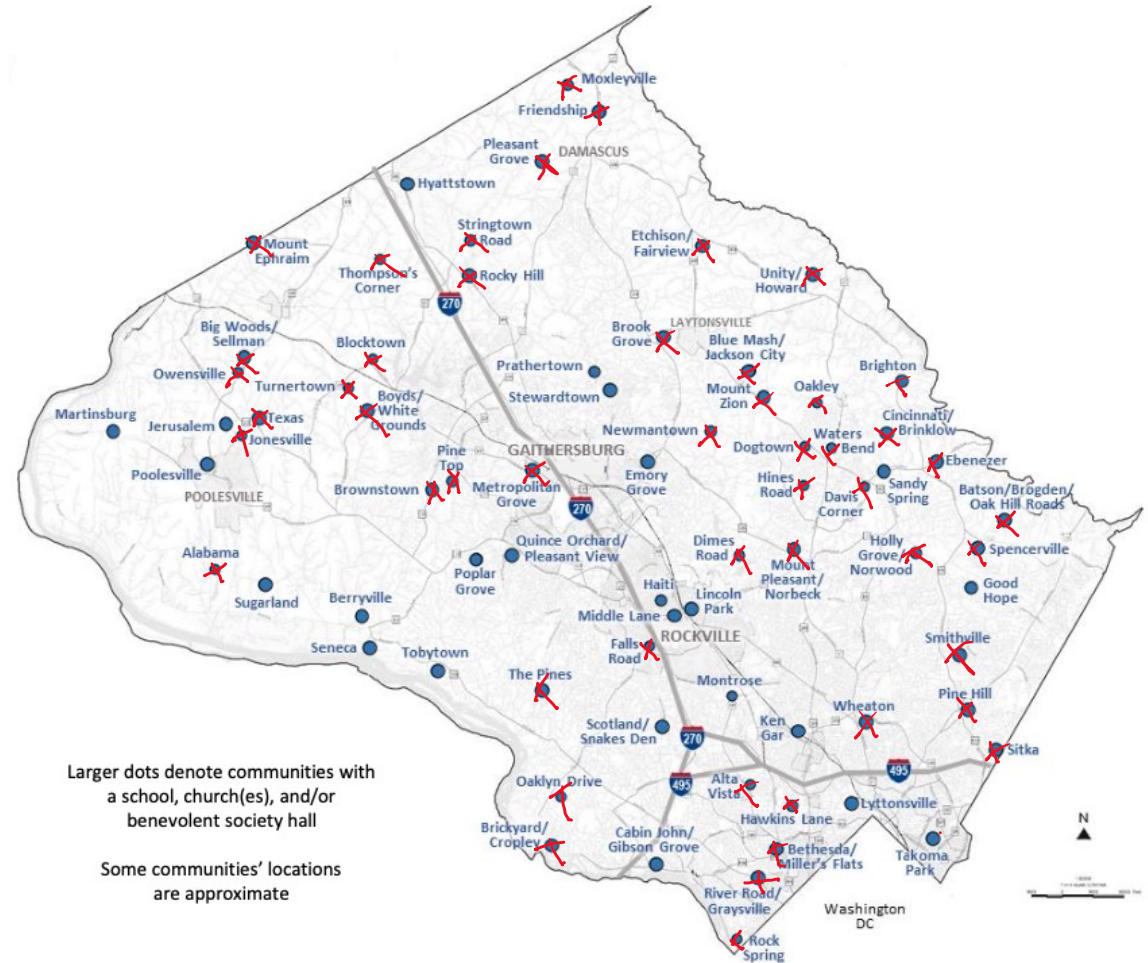 Moxleyville
Friendship
Pleasant
Grove
DAMASCUS
Hyattstown
Stringtown
Road
Etchison/
Fairview
Mount
Ephraim
Thompson's
Corner
Rocky Hill
Unity/
Howard
270
Big Woods/
Sellman
Blocktown
Brook
Grove
LAYTONSVILLE
Blue Mash/
Jackson City
Owensville
Turnertown
Prathertown
Stewardtown
Mount
Zion
Oakley
Brighton
Martinsburg
Jerusalem
Texas
Jonesville
Boyds/
White
Grounds
Newmantown
Dogtown
Waters
Bend
Cincinnati/
Brinklow
Poolesville
POOLESVILLE
Pine
Top
Brownstown
GAITHERSBURG
Metropolitan
Grove
Emory
Grove
Hines
Road
Davis
Corner
Sandy
Spring
Ebenezer
Batson/Brogden/
Oak Hill Roads
270
Alabama
Sugarland
Quince Orchard/
Pleasant View
Poplar
Grove
Dimes
Road
Mount
Pleasant/
Norbeck
Holly
Grove/
Norwood
Spencerville
Good
Hope
Berryville
Seneca
Tobytown
Haiti
Middle Lane
Lincoln
Park
ROCKVILLE
Falls
Road
Smithville
The Pines
Montrose
Pine Hill
Scotland/
Snakes Den
270
Ken
Gar
Wheaton
Sitka
Larger dots denote communities with
a school, church(es), and/or
benevolent society hall
Some communities' locations
are approximate
Oaklyn Drive
495
Alta
Vista
495
Hawkins Lane
Lyttonsville
Brickyard/
Cropley
Cabin John/
Gibson Grove
Bethesda/
Miller's Flats
Takoma
Park
River Road/
Graysville
Washington
DC
Rock
Spring
N